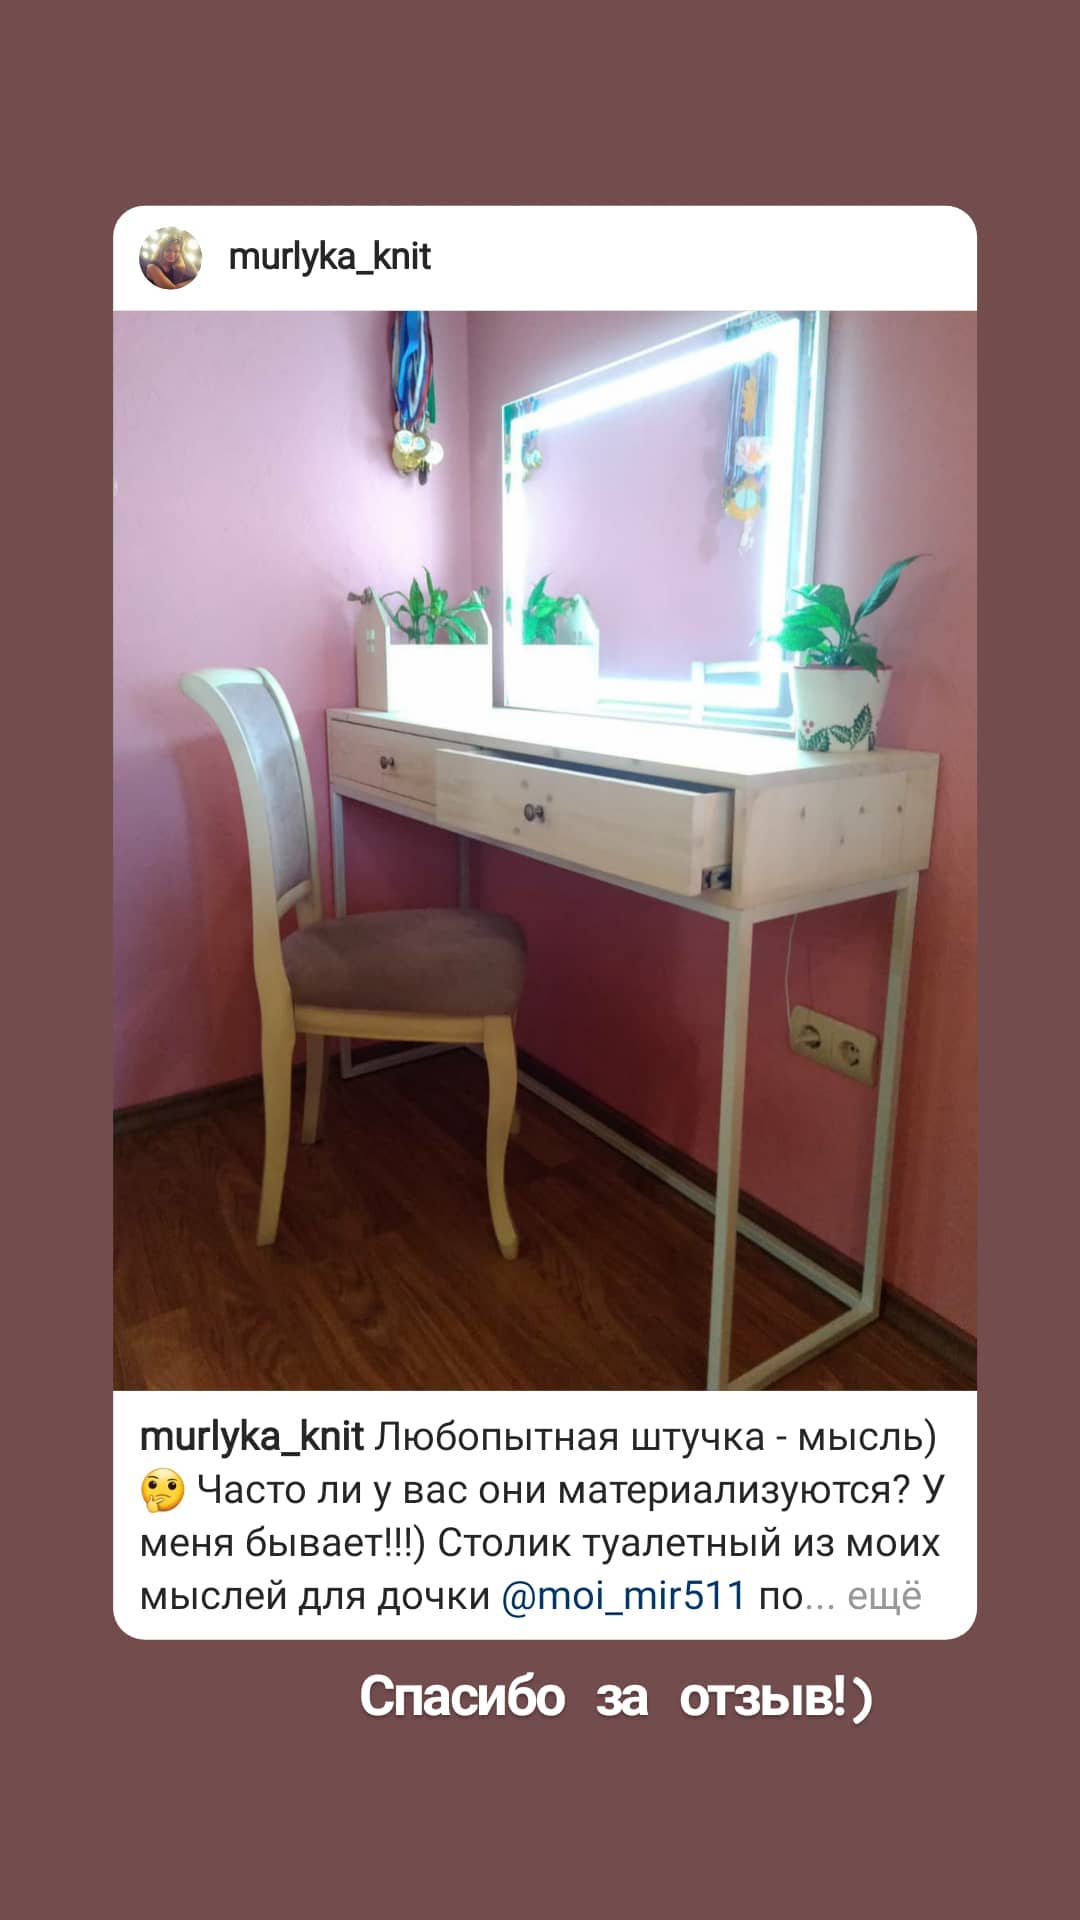 murlyka_knit
murlyka_knit Любопытная штучка - мысль)
🤔 Часто ли у вас они материализуются? У
меня бывает!!!) Столик туалетный из моих
мыслей для дочки @moi_mir511 по... ещё
Спасибо за отзыв!)